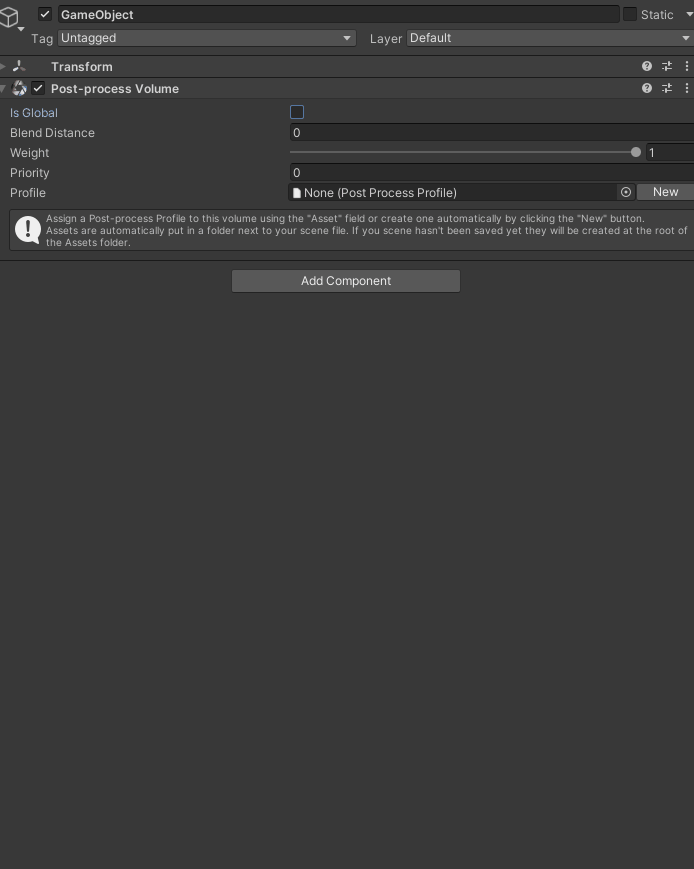 GameObject
Static
Tag Untagged
Layer Default
Transform
Post-process Volume
Is Global
Blend Distance 0
Weight 1
Priority 0
Profile None (Post Process Profile) New
Assign a Post-process Profile to this volume using the "Asset" field or create one automatically by clicking the "New" button.
Assets are automatically put in a folder next to your scene file. If you scene hasn't been saved yet they will be created at the root of
the Assets folder.
Add Component